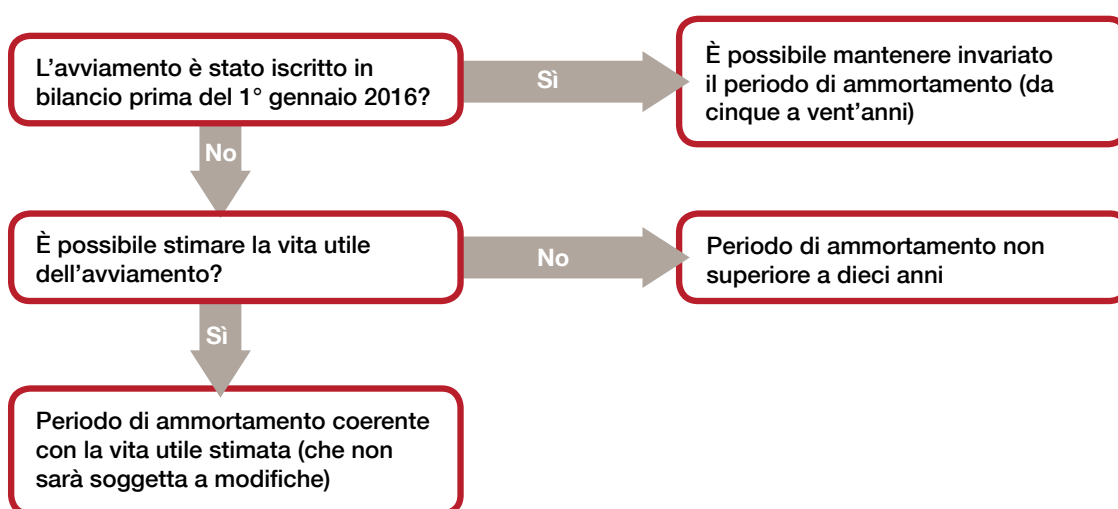 L'avviamento è stato iscritto in
bilancio prima del 1° gennaio 2016?
Sì
È possibile mantenere invariato
il periodo di ammortamento (da
cinque a vent'anni)
No
È possibile stimare la vita utile
dell'avviamento?
No
Periodo di ammortamento non
superiore a dieci anni
Sì
Periodo di ammortamento coerente
con la vita utile stimata (che non
sarà soggetta a modifiche)